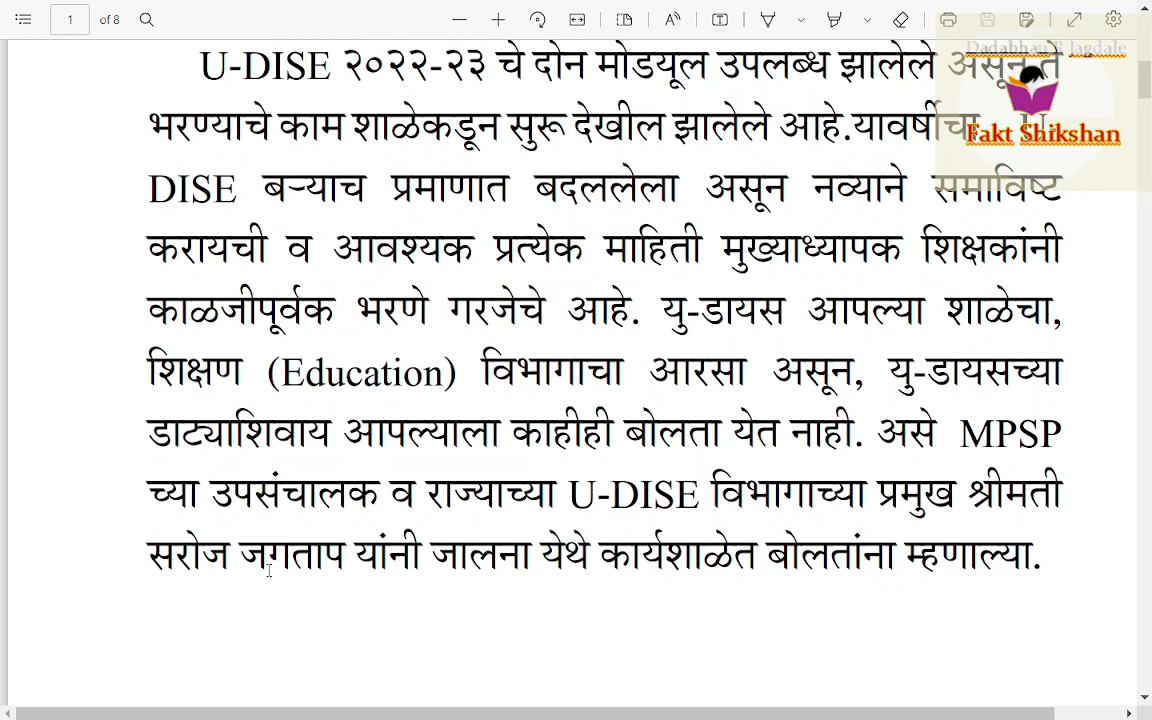 1 of 8
Dadabhau R Jagdale
U-DISE २०२२-२३ चे दोन मोडयूल उपलब्ध झालेले असून ते
Fakt Shikshan
भरण्याचे काम शाळेकडून सुरू देखील झालेले आहे.यावर्षीचा U-
DISE बऱ्याच प्रमाणात बदललेला असून नव्याने समाविष्ट
करायची व आवश्यक प्रत्येक माहिती मुख्याध्यापक शिक्षकांनी
काळजीपूर्वक भरणे गरजेचे आहे. यु-डायस आपल्या शाळेचा,
शिक्षण (Education) विभागाचा आरसा असून, यु-डायसच्या
डाट्याशिवाय आपल्याला काहीही बोलता येत नाही. असे MPSP
च्या उपसंचालक व राज्याच्या U-DISE विभागाच्या प्रमुख श्रीमती
सरोज जगताप यांनी जालना येथे कार्यशाळेत बोलतांना म्हणाल्या.